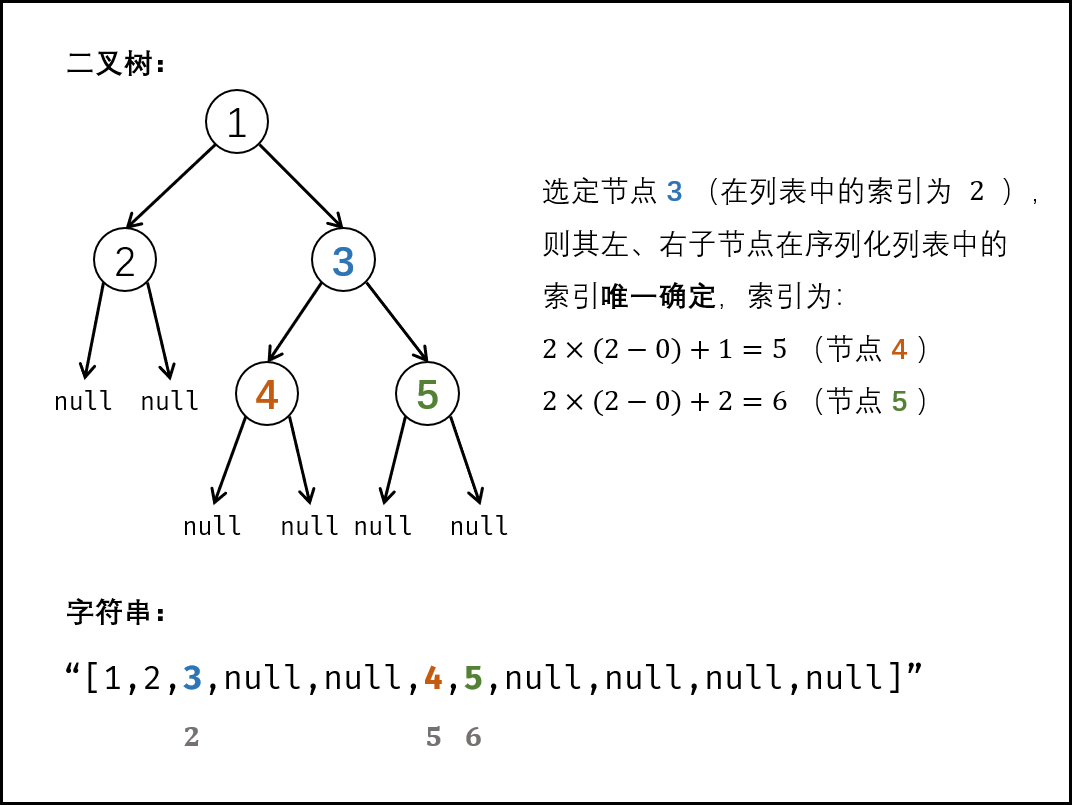 二叉树：
1
2
3
null
null
4
5
null
null
null
null
选定节点 3 （在列表中的索引为 2 ），
则其左、右子节点在序列化列表中的
索引唯一确定，索引为：
2 × (2 − 0) + 1 = 5 （节点 4 ）
2 × (2 − 0) + 2 = 6 （节点 5 ）
字符串：
“[1,2,3,null,null,4,5,null,null,null,null]”
2 5 6